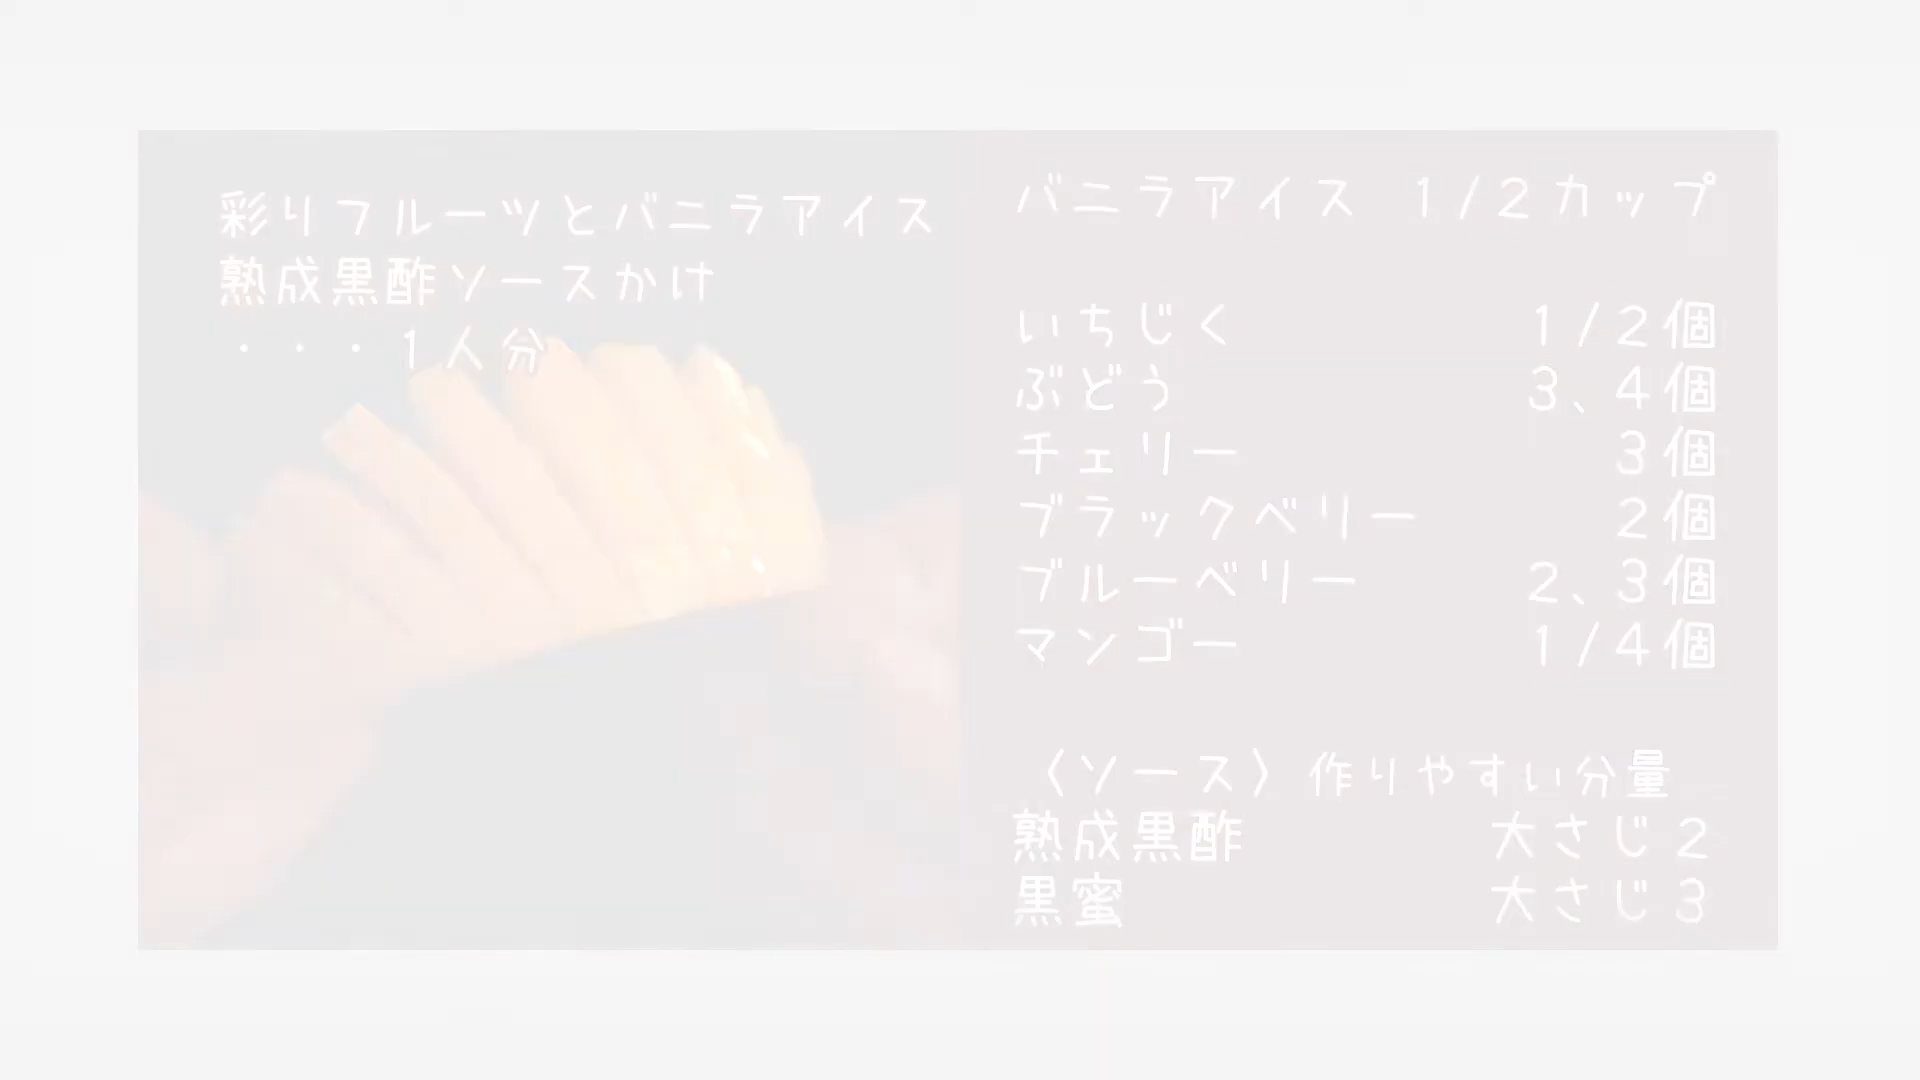 彩りフルーツとバニラアイス
熟成黒酢ソースかけ
・・・1人分
バニラアイス 1/2カップ
いちじく 1/2個
ぶどう 3、4個
チェリー 3個
ブラックベリー 2個
ブルーベリー 2、3個
マンゴー 1/4個
〈ソース〉作りやすい分量
熟成黒酢 大さじ2
黒蜜 大さじ3